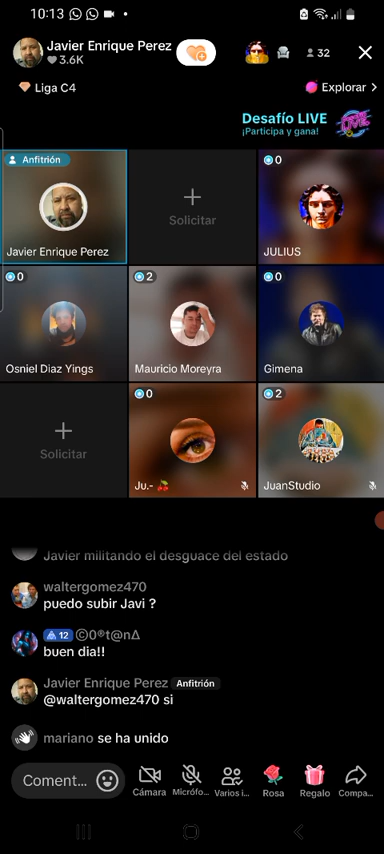 10:13
Javier Enrique Perez
3.6K
32
Liga C4
Explorar
Desafío LIVE
¡Participa y gana!
LIVE
Anfitrión
Javier Enrique Perez
Solicitar
0
JULIUS
0
Osniel Diaz Yings
2
Mauricio Moreyra
0
Gimena
Solicitar
0
Ju.- 🍒
2
JuanStudio
Javier militando el desguace del estado
waltergomez470
puedo subir Javi ?
12 ©0®t@n∆
buen dia!!
Javier Enrique Perez Anfitrión
@waltergomez470 si
mariano se ha unido
Coment...
Cámara
Micrófo...
Varios i...
Rosa
Regalo
Compa...